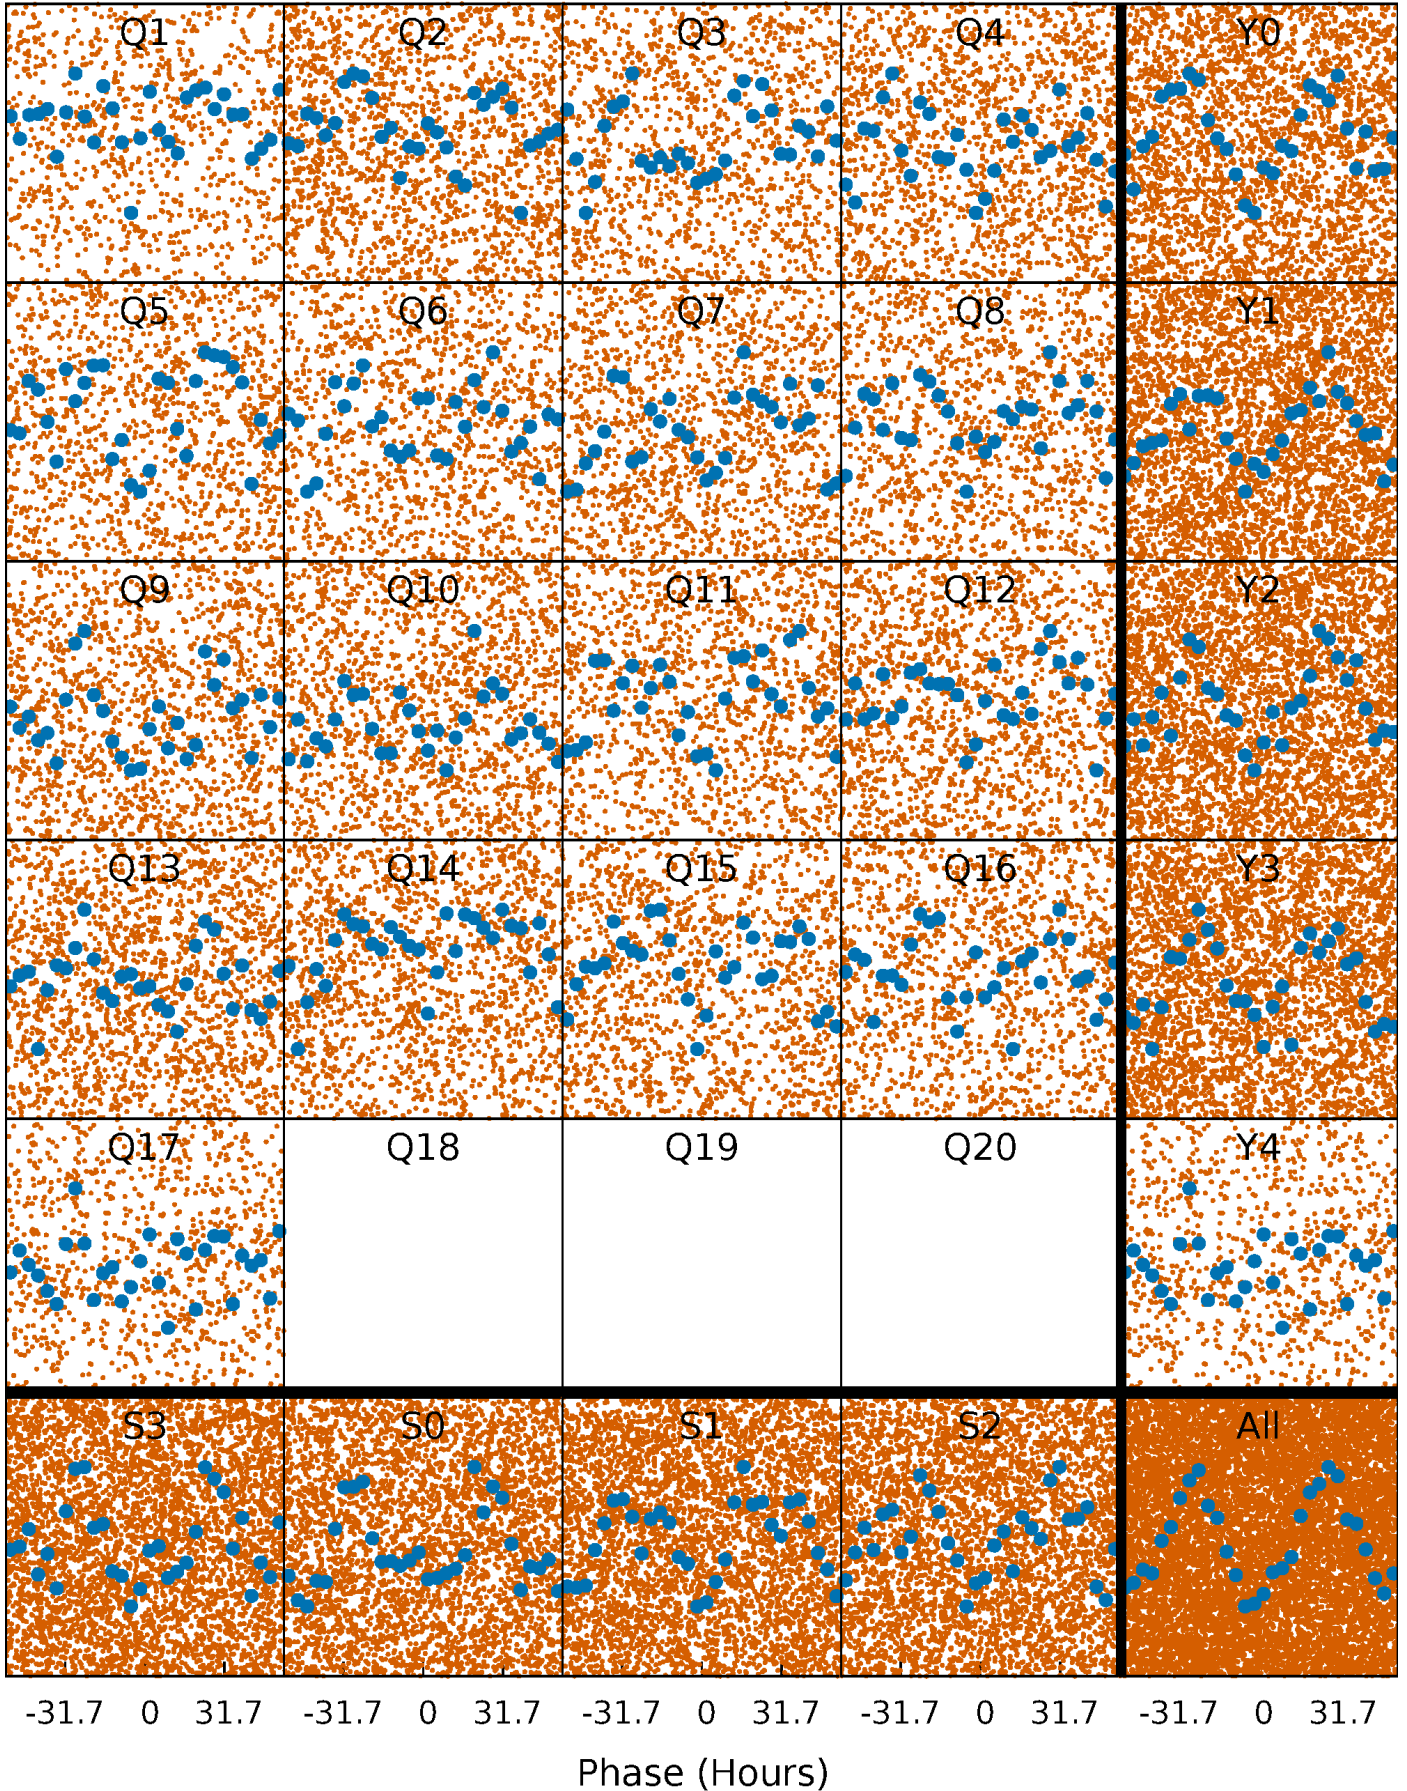 Q1 Q2 Q3 Q4 Y0
Q5 Q6 Q7 Q8 Y1
Q9 Q10 Q11 Q12 Y2
Q13 Q14 Q15 Q16 Y3
Q17 Q18 Q19 Q20 Y4
S3 S0 S1 S2 All
-31.7 0 31.7 -31.7 0 31.7 -31.7 0 31.7 -31.7 0 31.7 -31.7 0 31.7
Phase (Hours)